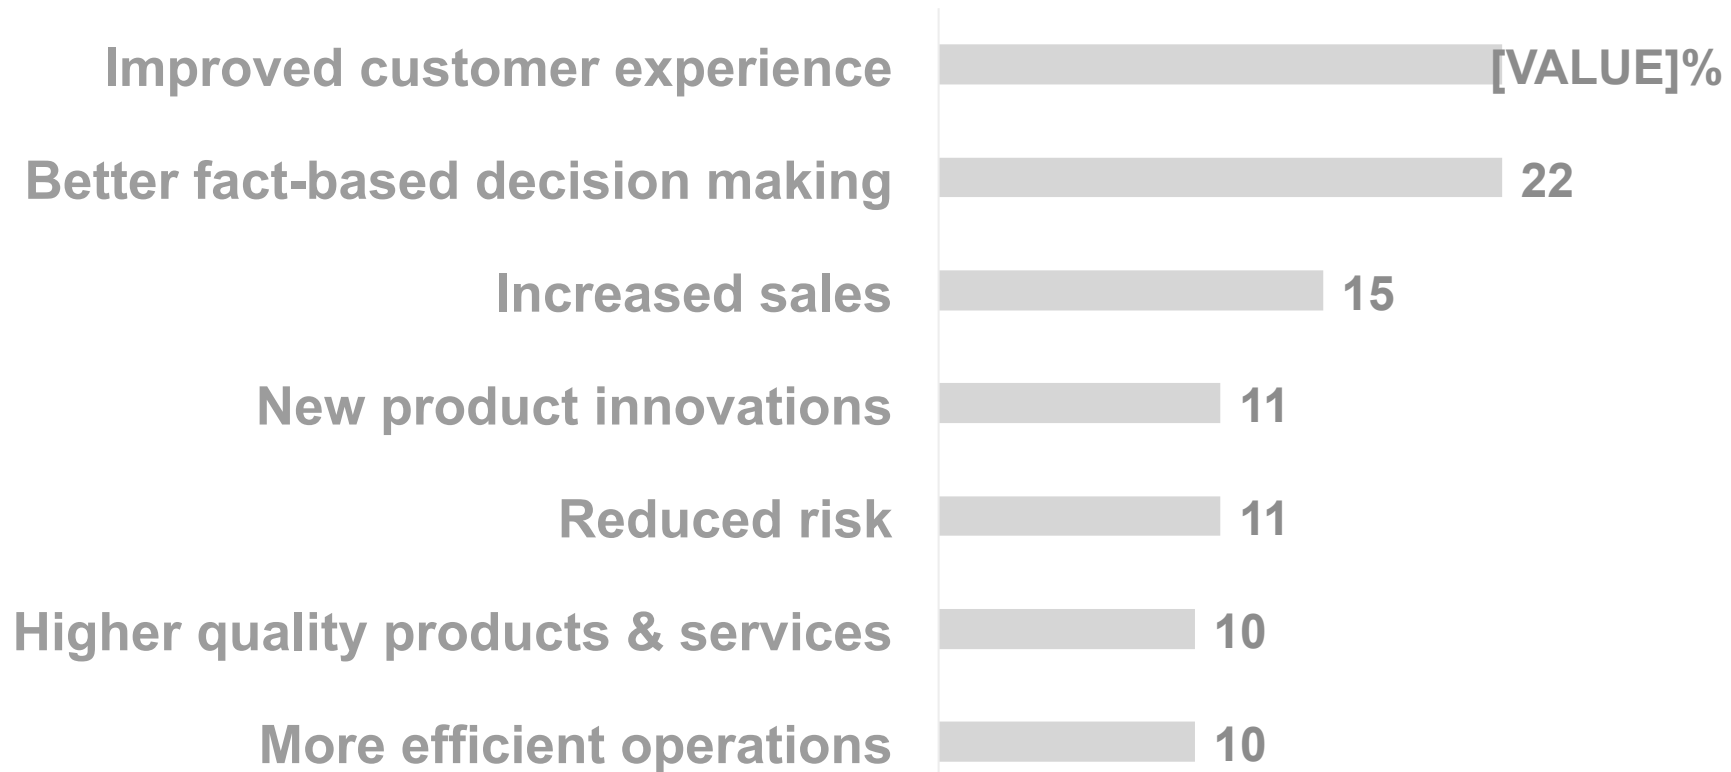 Improved customer experience [VALUE]%
Better fact-based decision making 22
Increased sales 15
New product innovations 11
Reduced risk 11
Higher quality products & services 10
More efficient operations 10